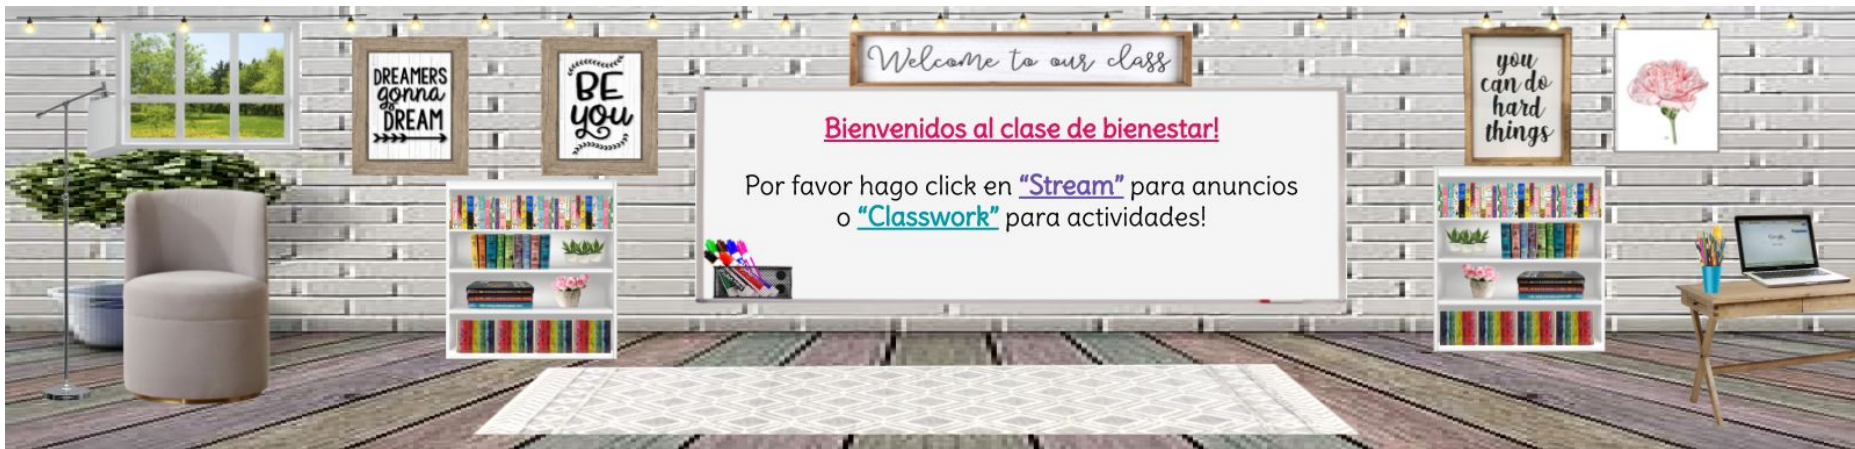 Welcome to our class
DREAMERS
gonna
DREAM
BE
you
Bienvenidos al clase de bienestar!
Por favor hago click en “Stream” para anuncios
o “Classwork” para actividades!
you
can do
hard
things
Google